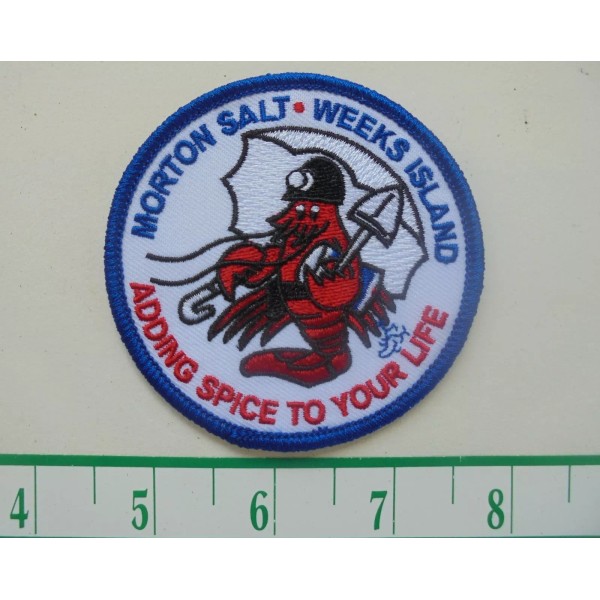 MORTON SALT • WEEKS ISLAND
ADDING SPICE TO YOUR LIFE
4 5 6 7 8